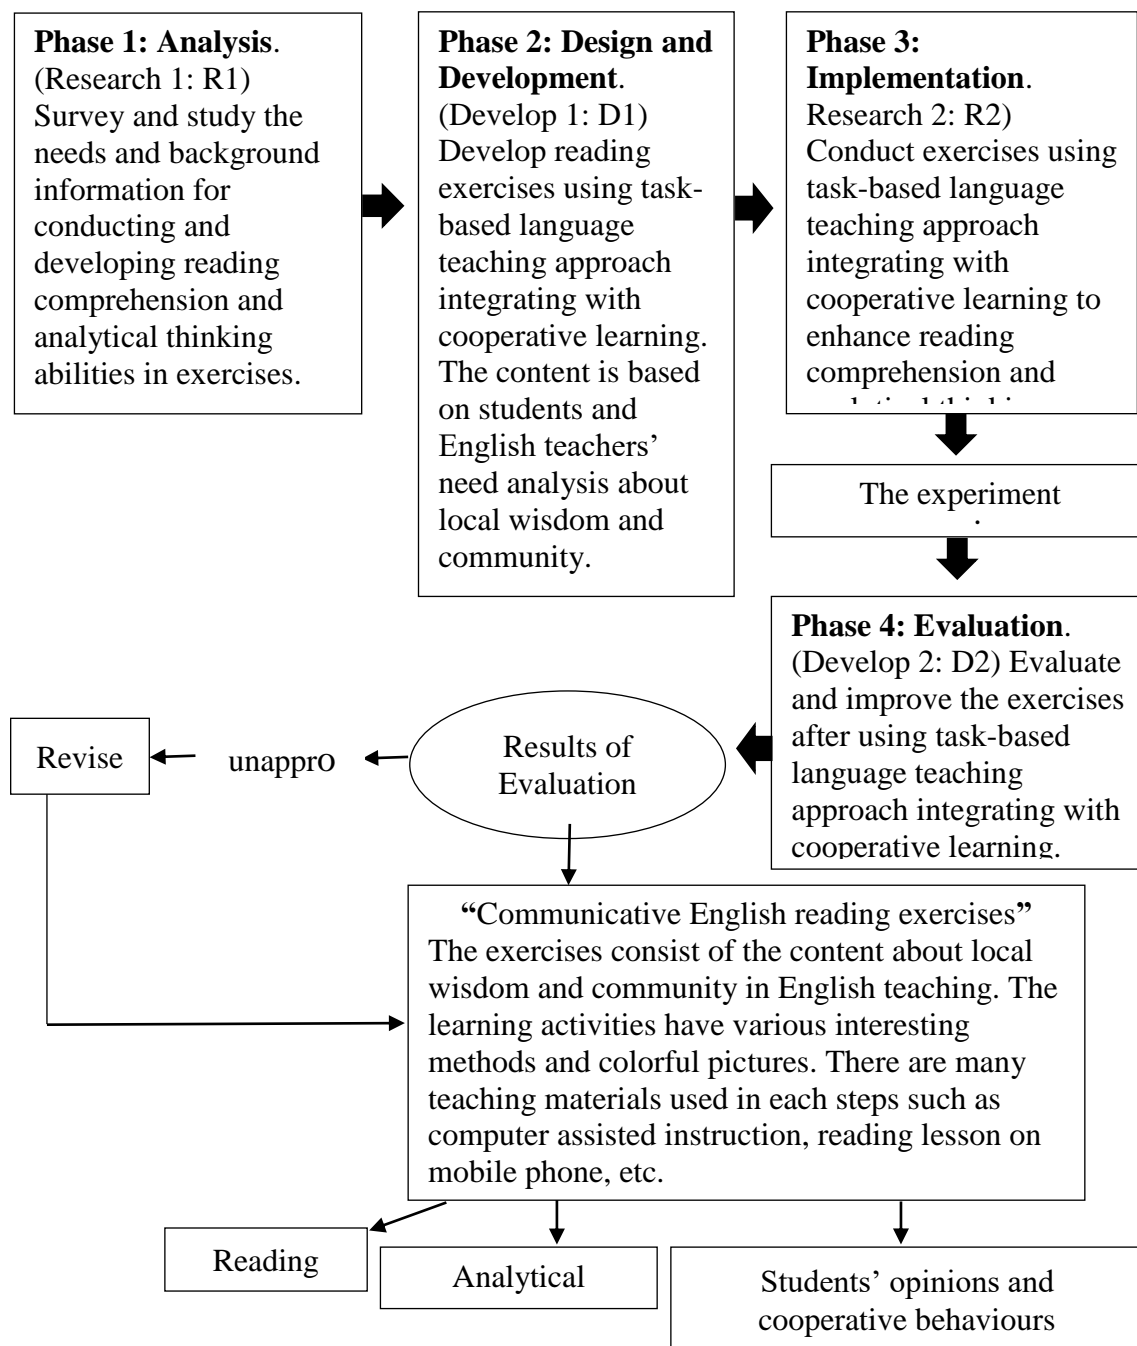 Phase 1: Analysis.
(Research 1: R1)
Survey and study the
needs and background
information for
conducting and
developing reading
comprehension and
analytical thinking
abilities in exercises.
Phase 2: Design and
Development.
(Develop 1: D1)
Develop reading
exercises using task-
based language
teaching approach
integrating with
cooperative learning.
The content is based
on students and
English teachers’
need analysis about
local wisdom and
community.
Phase 3:
Implementation.
Research 2: R2)
Conduct exercises using
task-based language
teaching approach
integrating with
cooperative learning to
enhance reading
comprehension and
The experiment
Phase 4: Evaluation.
(Develop 2: D2) Evaluate
and improve the exercises
after using task-based
language teaching
approach integrating with
cooperative learning.
Results of
Evaluation
unappro
Revise
“Communicative English reading exercises”
The exercises consist of the content about local
wisdom and community in English teaching. The
learning activities have various interesting
methods and colorful pictures. There are many
teaching materials used in each steps such as
computer assisted instruction, reading lesson on
mobile phone, etc.
Reading
Analytical
Students’ opinions and
cooperative behaviours